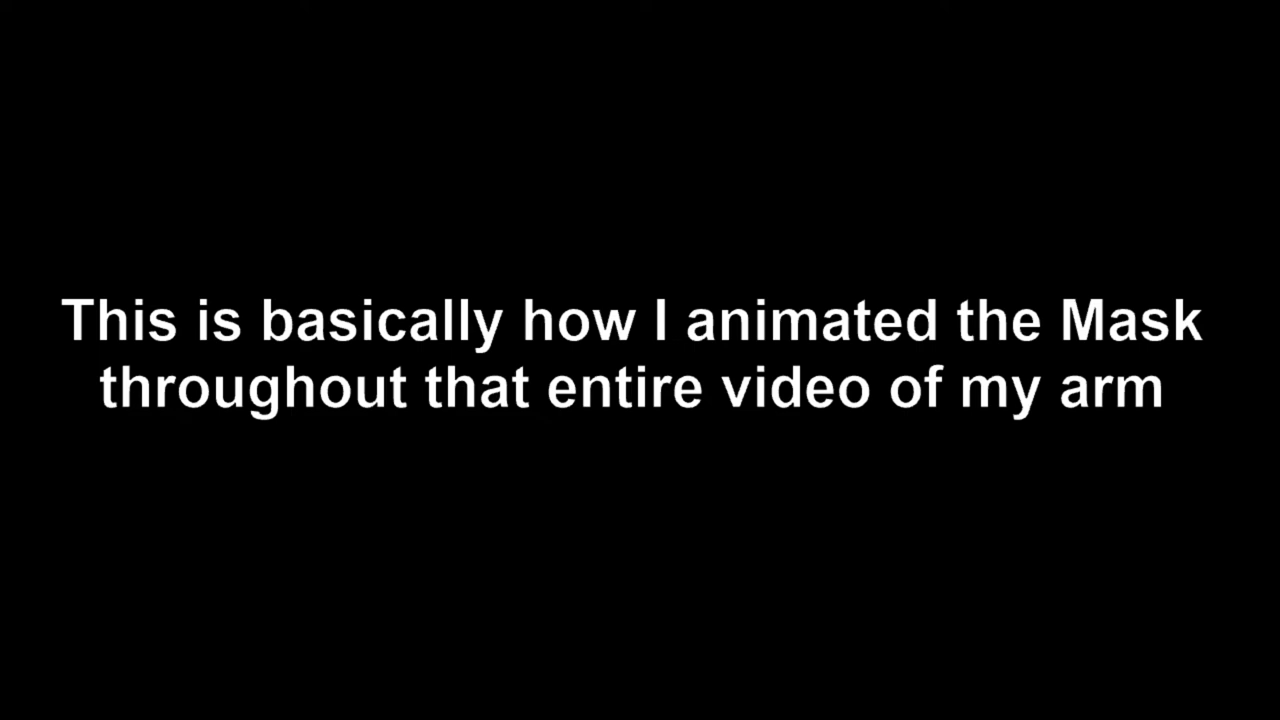 This is basically how I animated the Mask
throughout that entire video of my arm